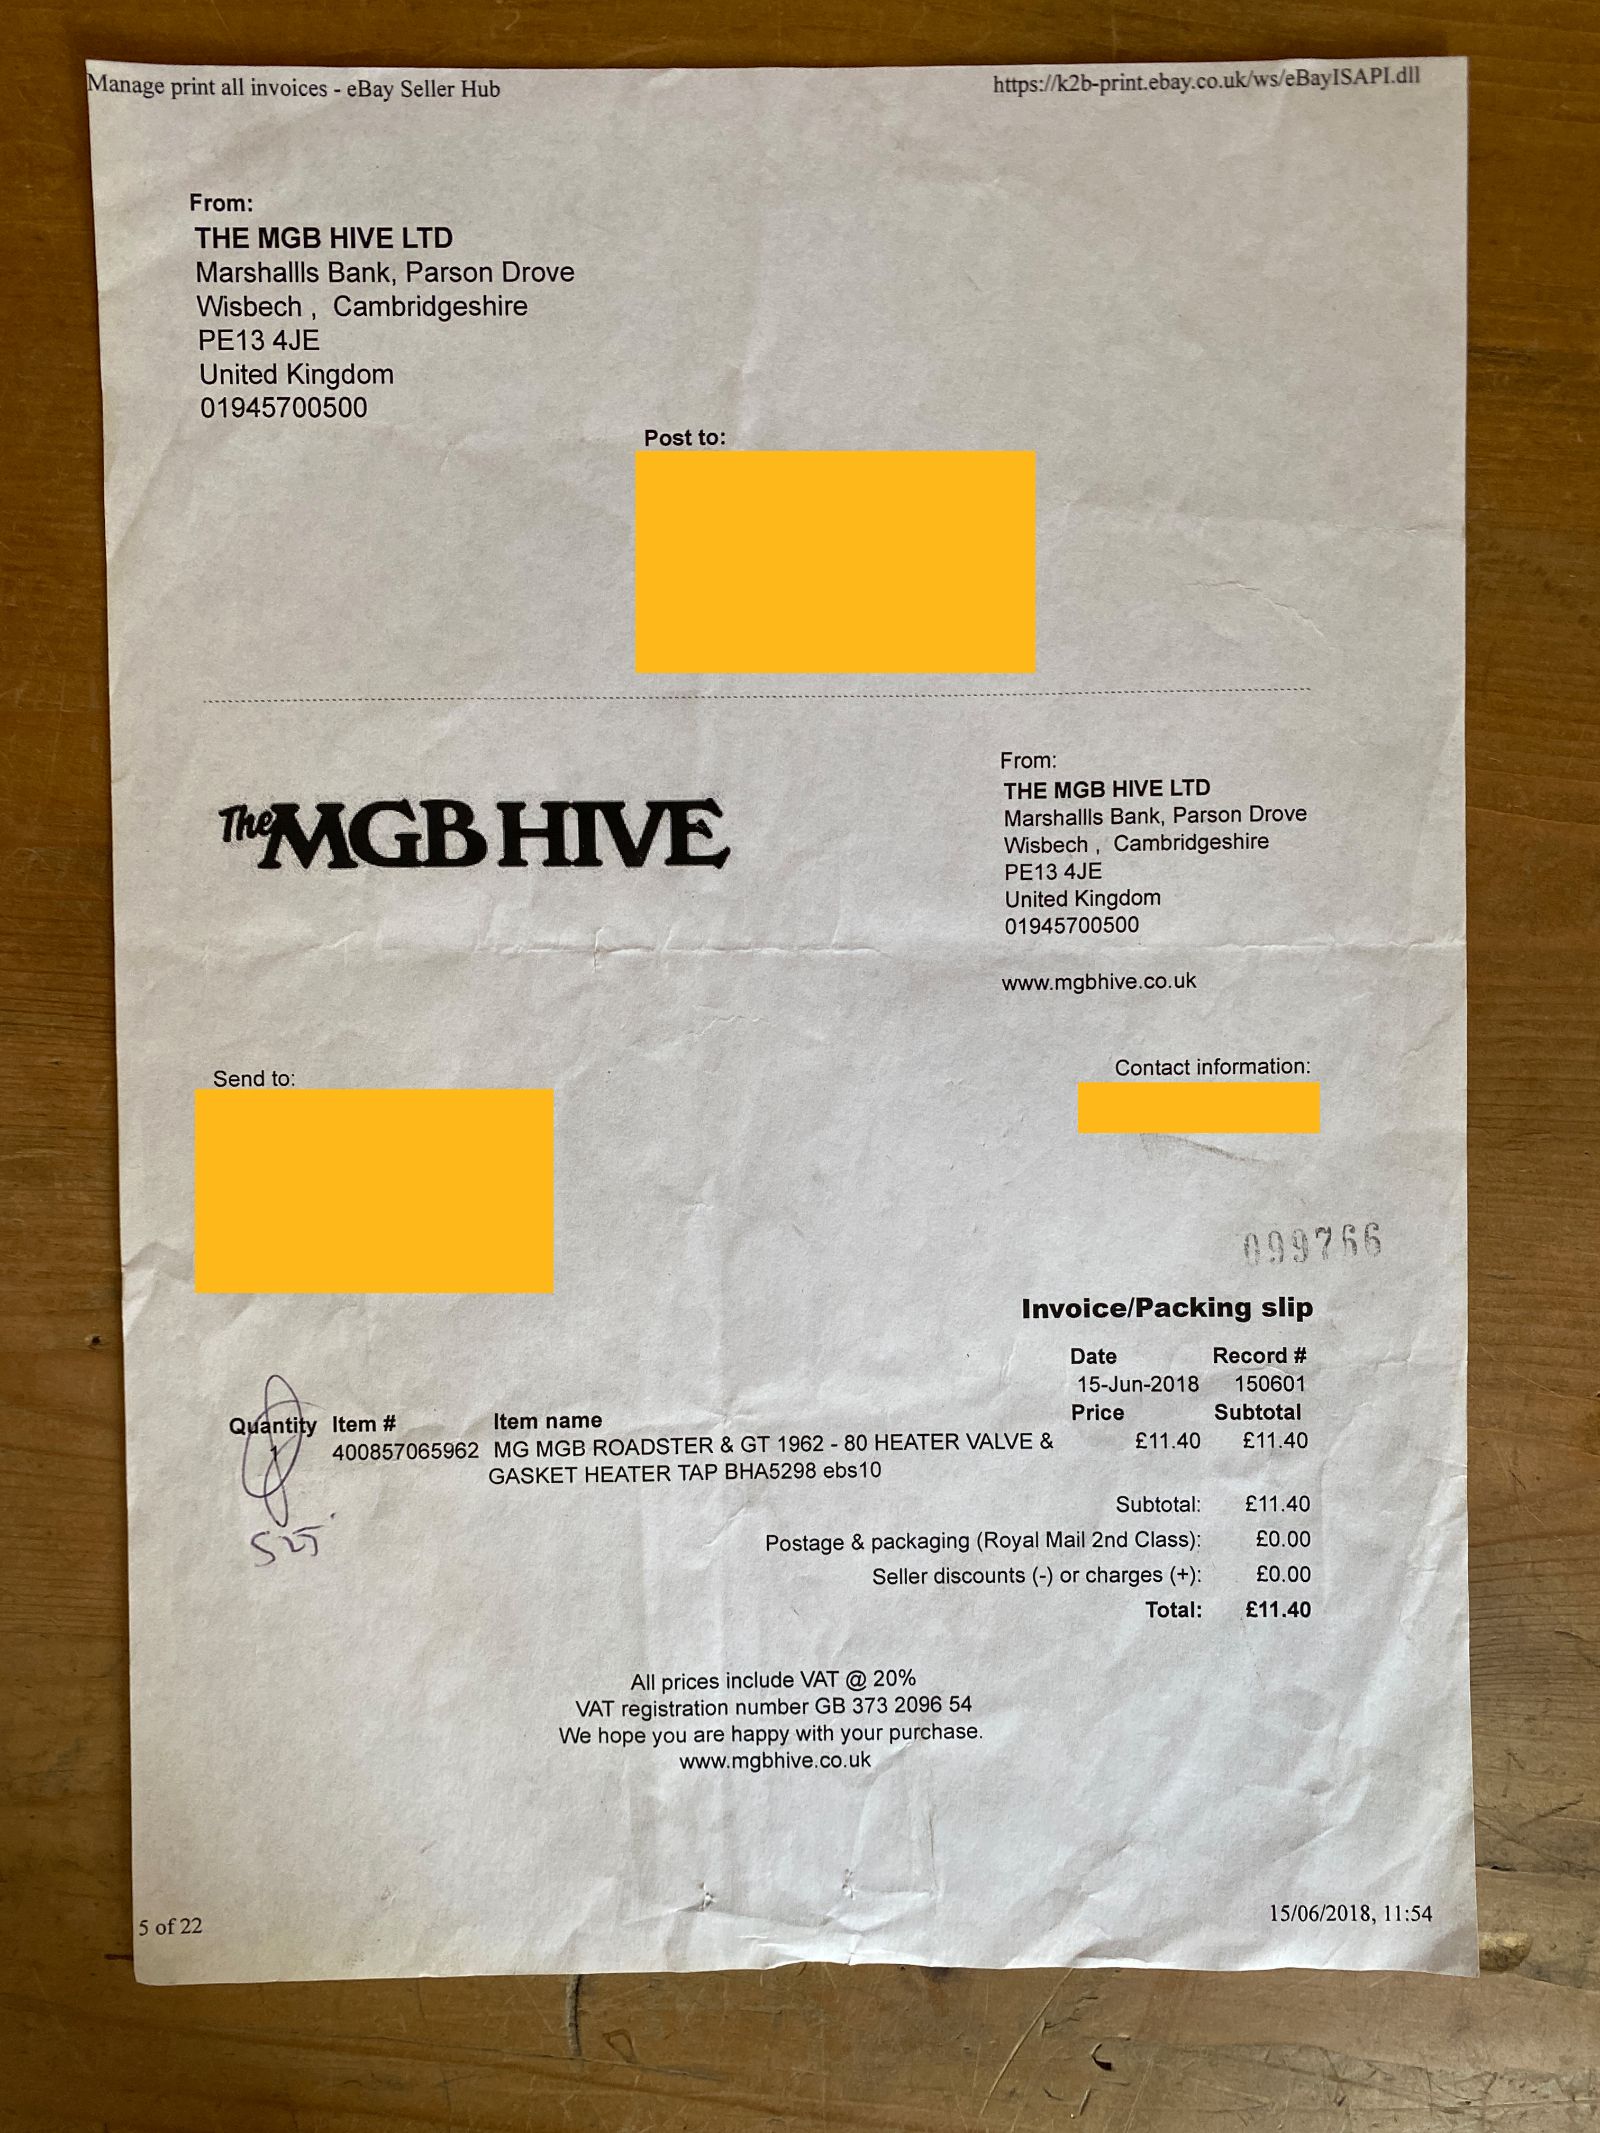 Manage print all invoices - eBay Seller Hub
https://k2b-print.ebay.co.uk/ws/eBayISAPI.dll
From:
THE MGB HIVE LTD
Marshallls Bank, Parson Drove
Wisbech , Cambridgeshire
PE13 4JE
United Kingdom
01945700500
Post to:
The MGB HIVE
From:
THE MGB HIVE LTD
Marshallls Bank, Parson Drove
Wisbech , Cambridgeshire
PE13 4JE
United Kingdom
01945700500
www.mgbhive.co.uk
Send to:
Contact information:
099766
Invoice/Packing slip
Date Record #
15-Jun-2018 150601
Quantity Item # Item name Price Subtotal
1 400857065962 MG MGB ROADSTER & GT 1962 - 80 HEATER VALVE & £11.40 £11.40
GASKET HEATER TAP BHA5298 ebs10
Subtotal: £11.40
Postage & packaging (Royal Mail 2nd Class): £0.00
Seller discounts (-) or charges (+): £0.00
Total: £11.40
All prices include VAT @ 20%
VAT registration number GB 373 2096 54
We hope you are happy with your purchase.
www.mgbhive.co.uk
5 of 22
15/06/2018, 11:54